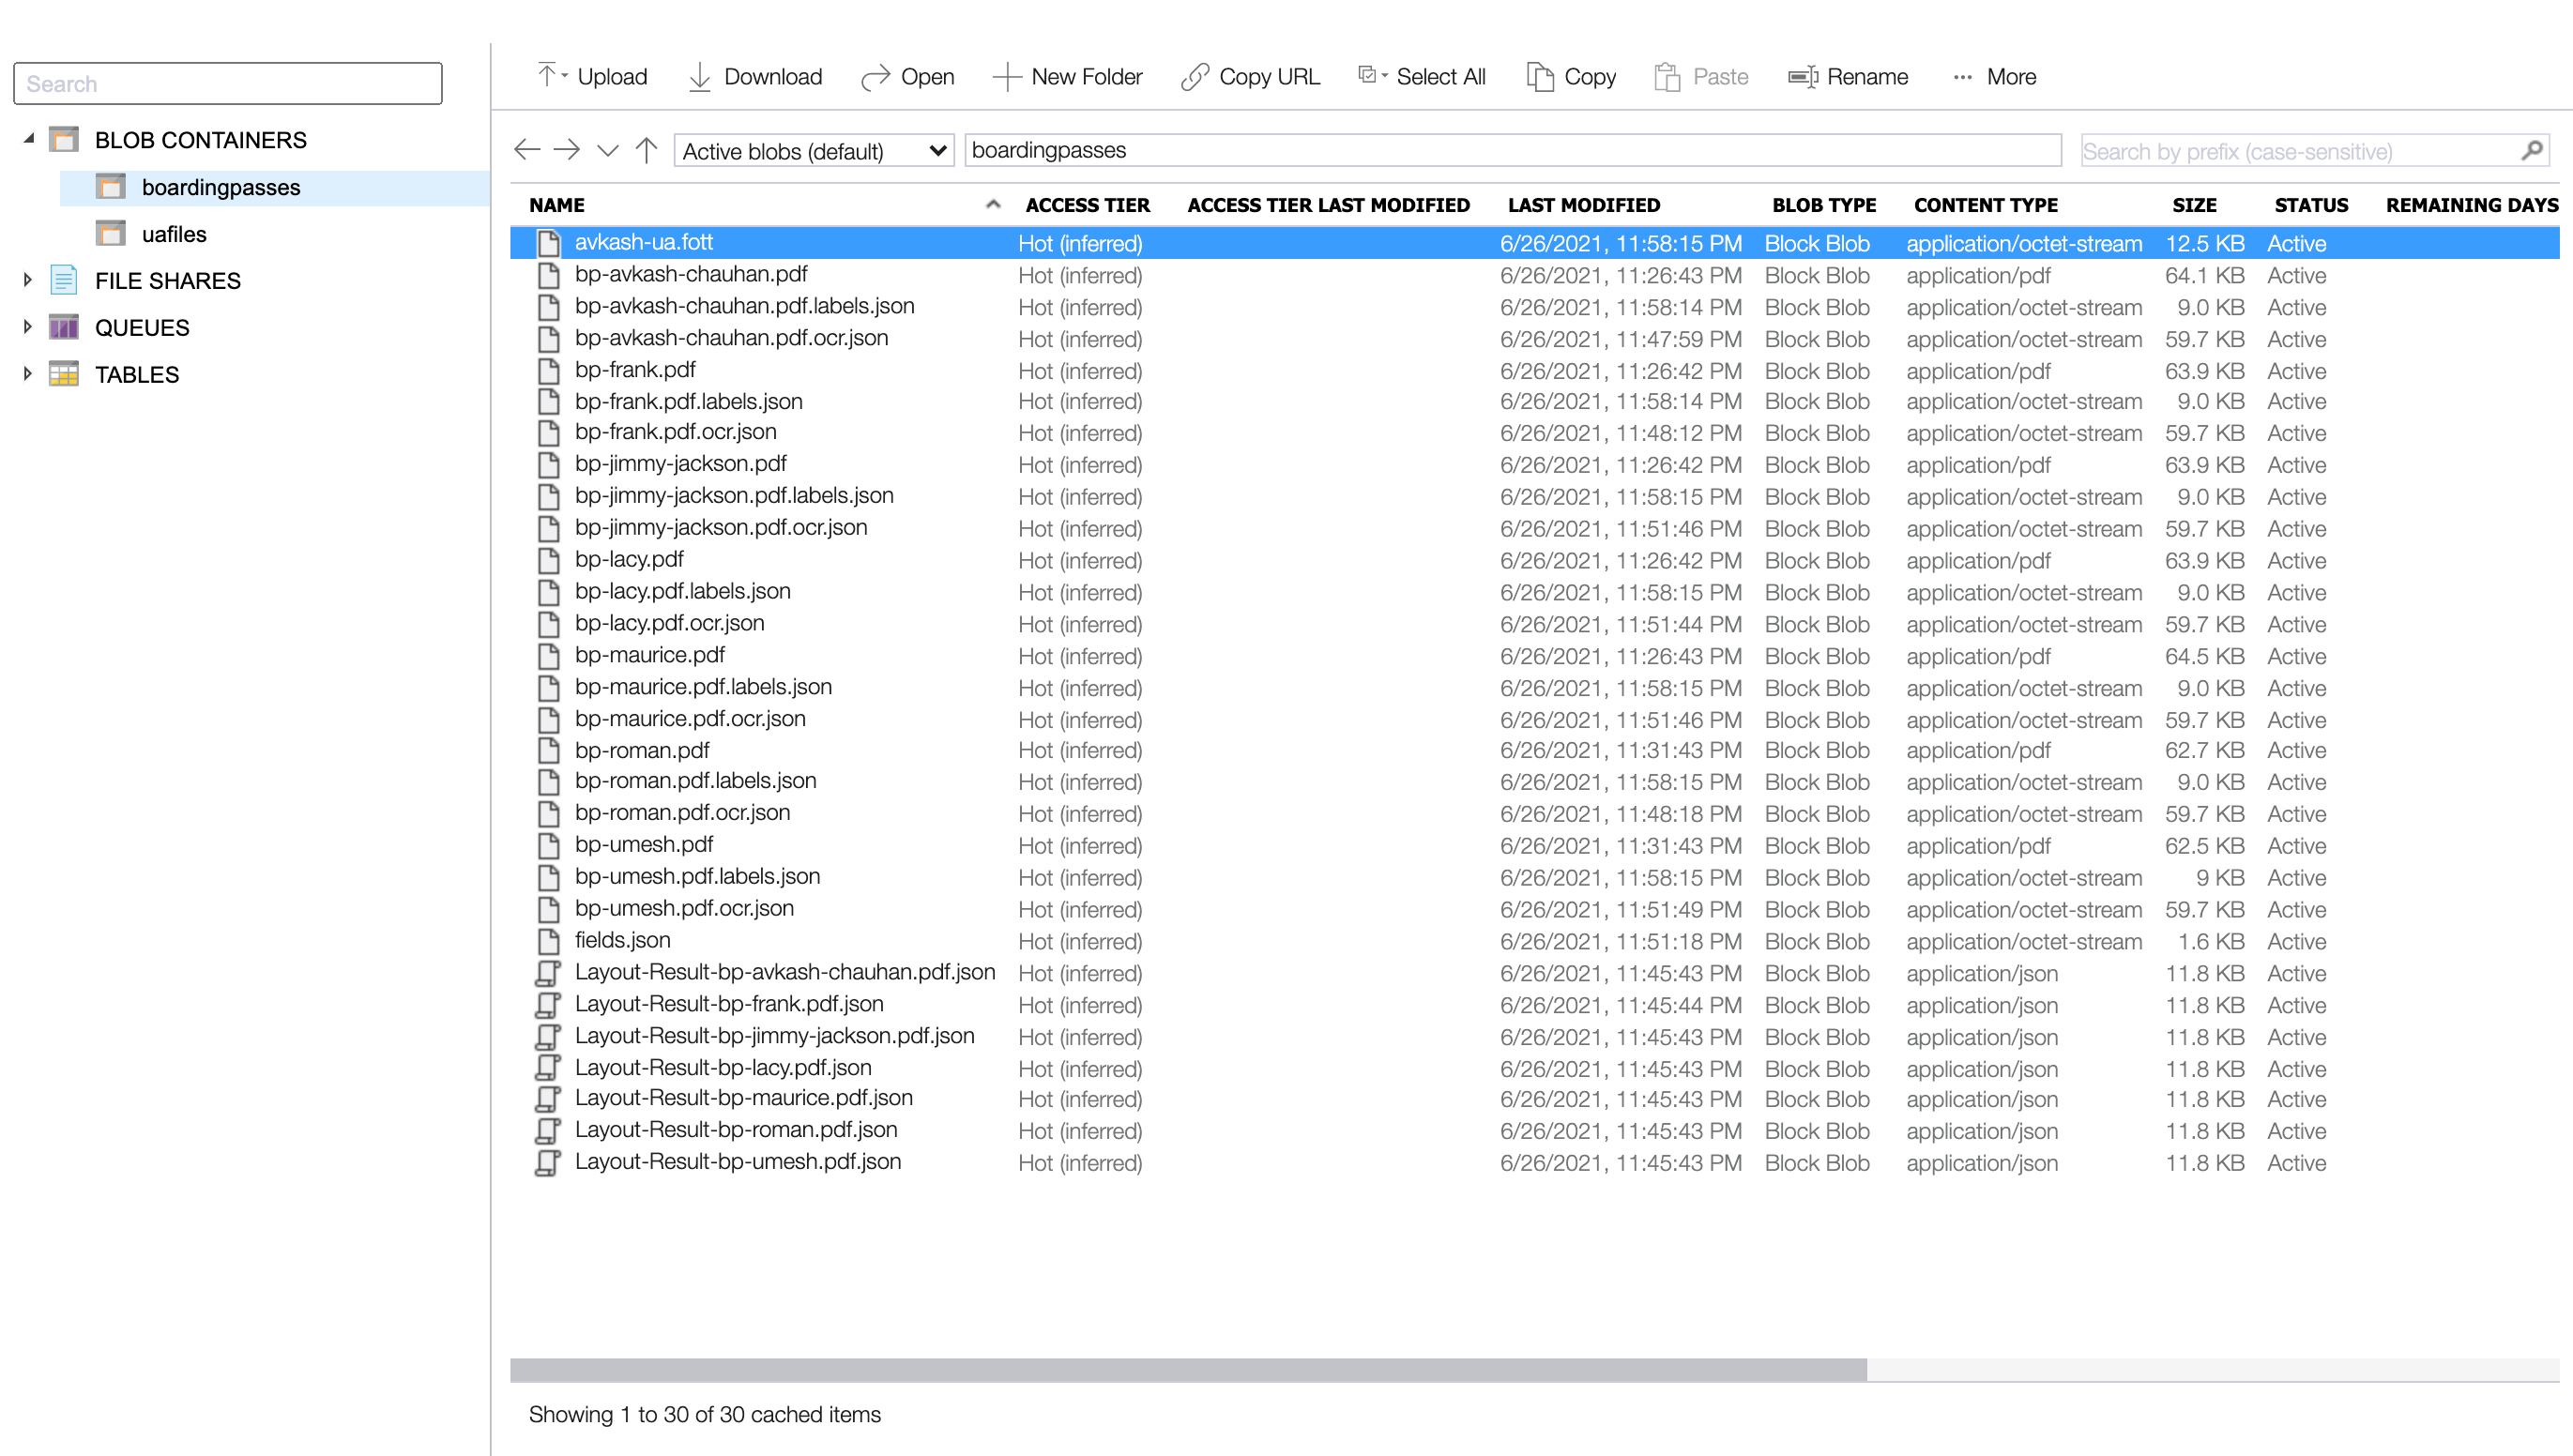 Upload Download Open New Folder Copy URL Select All Copy Paste Rename ··· More
Search
BLOB CONTAINERS
boardingpasses
uafiles
FILE SHARES
QUEUES
TABLES
Active blobs (default) boardingpasses Search by prefix (case-sensitive)
NAME ACCESS TIER ACCESS TIER LAST MODIFIED LAST MODIFIED BLOB TYPE CONTENT TYPE SIZE STATUS REMAINING DAYS
avkash-ua.fott Hot (inferred) 6/26/2021, 11:58:15 PM Block Blob application/octet-stream 12.5 KB Active
bp-avkash-chauhan.pdf Hot (inferred) 6/26/2021, 11:26:43 PM Block Blob application/pdf 64.1 KB Active
bp-avkash-chauhan.pdf.labels.json Hot (inferred) 6/26/2021, 11:58:14 PM Block Blob application/octet-stream 9.0 KB Active
bp-avkash-chauhan.pdf.ocr.json Hot (inferred) 6/26/2021, 11:47:59 PM Block Blob application/octet-stream 59.7 KB Active
bp-frank.pdf Hot (inferred) 6/26/2021, 11:26:42 PM Block Blob application/pdf 63.9 KB Active
bp-frank.pdf.labels.json Hot (inferred) 6/26/2021, 11:58:14 PM Block Blob application/octet-stream 9.0 KB Active
bp-frank.pdf.ocr.json Hot (inferred) 6/26/2021, 11:48:12 PM Block Blob application/octet-stream 59.7 KB Active
bp-jimmy-jackson.pdf Hot (inferred) 6/26/2021, 11:26:42 PM Block Blob application/pdf 63.9 KB Active
bp-jimmy-jackson.pdf.labels.json Hot (inferred) 6/26/2021, 11:58:15 PM Block Blob application/octet-stream 9.0 KB Active
bp-jimmy-jackson.pdf.ocr.json Hot (inferred) 6/26/2021, 11:51:46 PM Block Blob application/octet-stream 59.7 KB Active
bp-lacy.pdf Hot (inferred) 6/26/2021, 11:26:42 PM Block Blob application/pdf 63.9 KB Active
bp-lacy.pdf.labels.json Hot (inferred) 6/26/2021, 11:58:15 PM Block Blob application/octet-stream 9.0 KB Active
bp-lacy.pdf.ocr.json Hot (inferred) 6/26/2021, 11:51:44 PM Block Blob application/octet-stream 59.7 KB Active
bp-maurice.pdf Hot (inferred) 6/26/2021, 11:26:43 PM Block Blob application/pdf 64.5 KB Active
bp-maurice.pdf.labels.json Hot (inferred) 6/26/2021, 11:58:15 PM Block Blob application/octet-stream 9.0 KB Active
bp-maurice.pdf.ocr.json Hot (inferred) 6/26/2021, 11:51:46 PM Block Blob application/octet-stream 59.7 KB Active
bp-roman.pdf Hot (inferred) 6/26/2021, 11:31:43 PM Block Blob application/pdf 62.7 KB Active
bp-roman.pdf.labels.json Hot (inferred) 6/26/2021, 11:58:15 PM Block Blob application/octet-stream 9.0 KB Active
bp-roman.pdf.ocr.json Hot (inferred) 6/26/2021, 11:48:18 PM Block Blob application/octet-stream 59.7 KB Active
bp-umesh.pdf Hot (inferred) 6/26/2021, 11:31:43 PM Block Blob application/pdf 62.5 KB Active
bp-umesh.pdf.labels.json Hot (inferred) 6/26/2021, 11:58:15 PM Block Blob application/octet-stream 9 KB Active
bp-umesh.pdf.ocr.json Hot (inferred) 6/26/2021, 11:51:49 PM Block Blob application/octet-stream 59.7 KB Active
fields.json Hot (inferred) 6/26/2021, 11:51:18 PM Block Blob application/octet-stream 1.6 KB Active
Layout-Result-bp-avkash-chauhan.pdf.json Hot (inferred) 6/26/2021, 11:45:43 PM Block Blob application/json 11.8 KB Active
Layout-Result-bp-frank.pdf.json Hot (inferred) 6/26/2021, 11:45:44 PM Block Blob application/json 11.8 KB Active
Layout-Result-bp-jimmy-jackson.pdf.json Hot (inferred) 6/26/2021, 11:45:43 PM Block Blob application/json 11.8 KB Active
Layout-Result-bp-lacy.pdf.json Hot (inferred) 6/26/2021, 11:45:43 PM Block Blob application/json 11.8 KB Active
Layout-Result-bp-maurice.pdf.json Hot (inferred) 6/26/2021, 11:45:43 PM Block Blob application/json 11.8 KB Active
Layout-Result-bp-roman.pdf.json Hot (inferred) 6/26/2021, 11:45:43 PM Block Blob application/json 11.8 KB Active
Layout-Result-bp-umesh.pdf.json Hot (inferred) 6/26/2021, 11:45:43 PM Block Blob application/json 11.8 KB Active
Showing 1 to 30 of 30 cached items